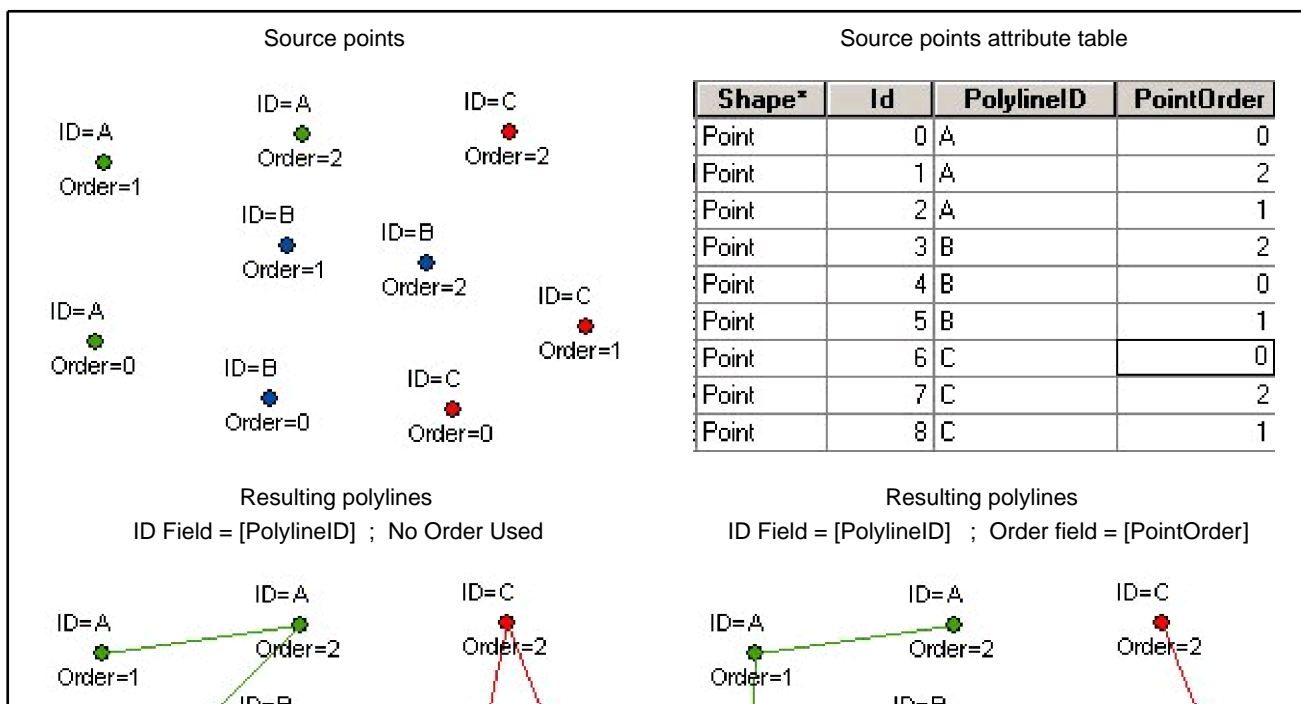 Source points
ID=A
Order=1
ID=A
Order=2
ID=C
Order=2
ID=B
Order=1
ID=B
Order=2
ID=C
Order=1
ID=A
Order=0
ID=B
Order=0
ID=C
Order=0
Source points attribute table
Shape* Id PolylineID PointOrder
Point 0 A 0
Point 1 A 2
Point 2 A 1
Point 3 B 2
Point 4 B 0
Point 5 B 1
Point 6 C 0
Point 7 C 2
Point 8 C 1
Resulting polylines
ID Field = [PolylineID] ; No Order Used
ID=A
Order=1
ID=A
Order=2
ID=C
Order=2
ID=B
Resulting polylines
ID Field = [PolylineID] ; Order field = [PointOrder]
ID=A
Order=1
ID=A
Order=2
ID=C
Order=2
ID=B